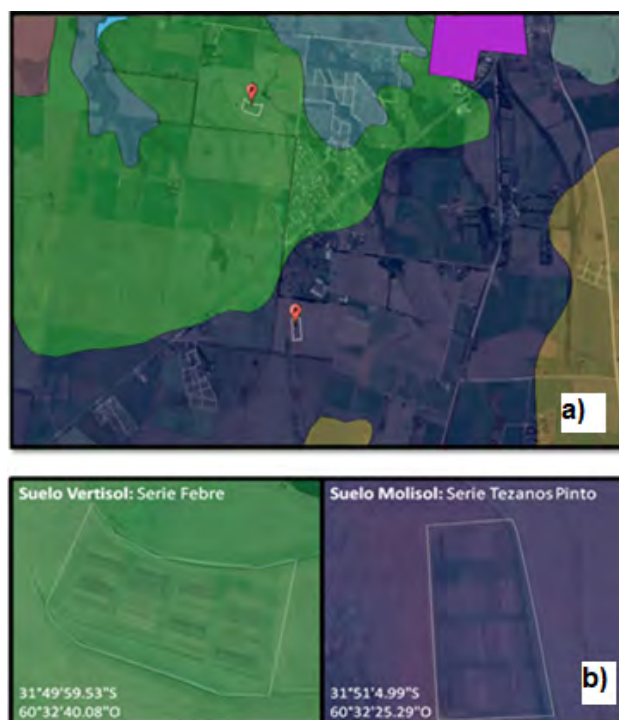 a)
Suelo Vertisol: Serie Febre
31°49'59.53"S
60°32'40.08"O
Suelo Molisol: Serie Tezanos Pinto
31°51'4.99"S
60°32'25.29"O
b)